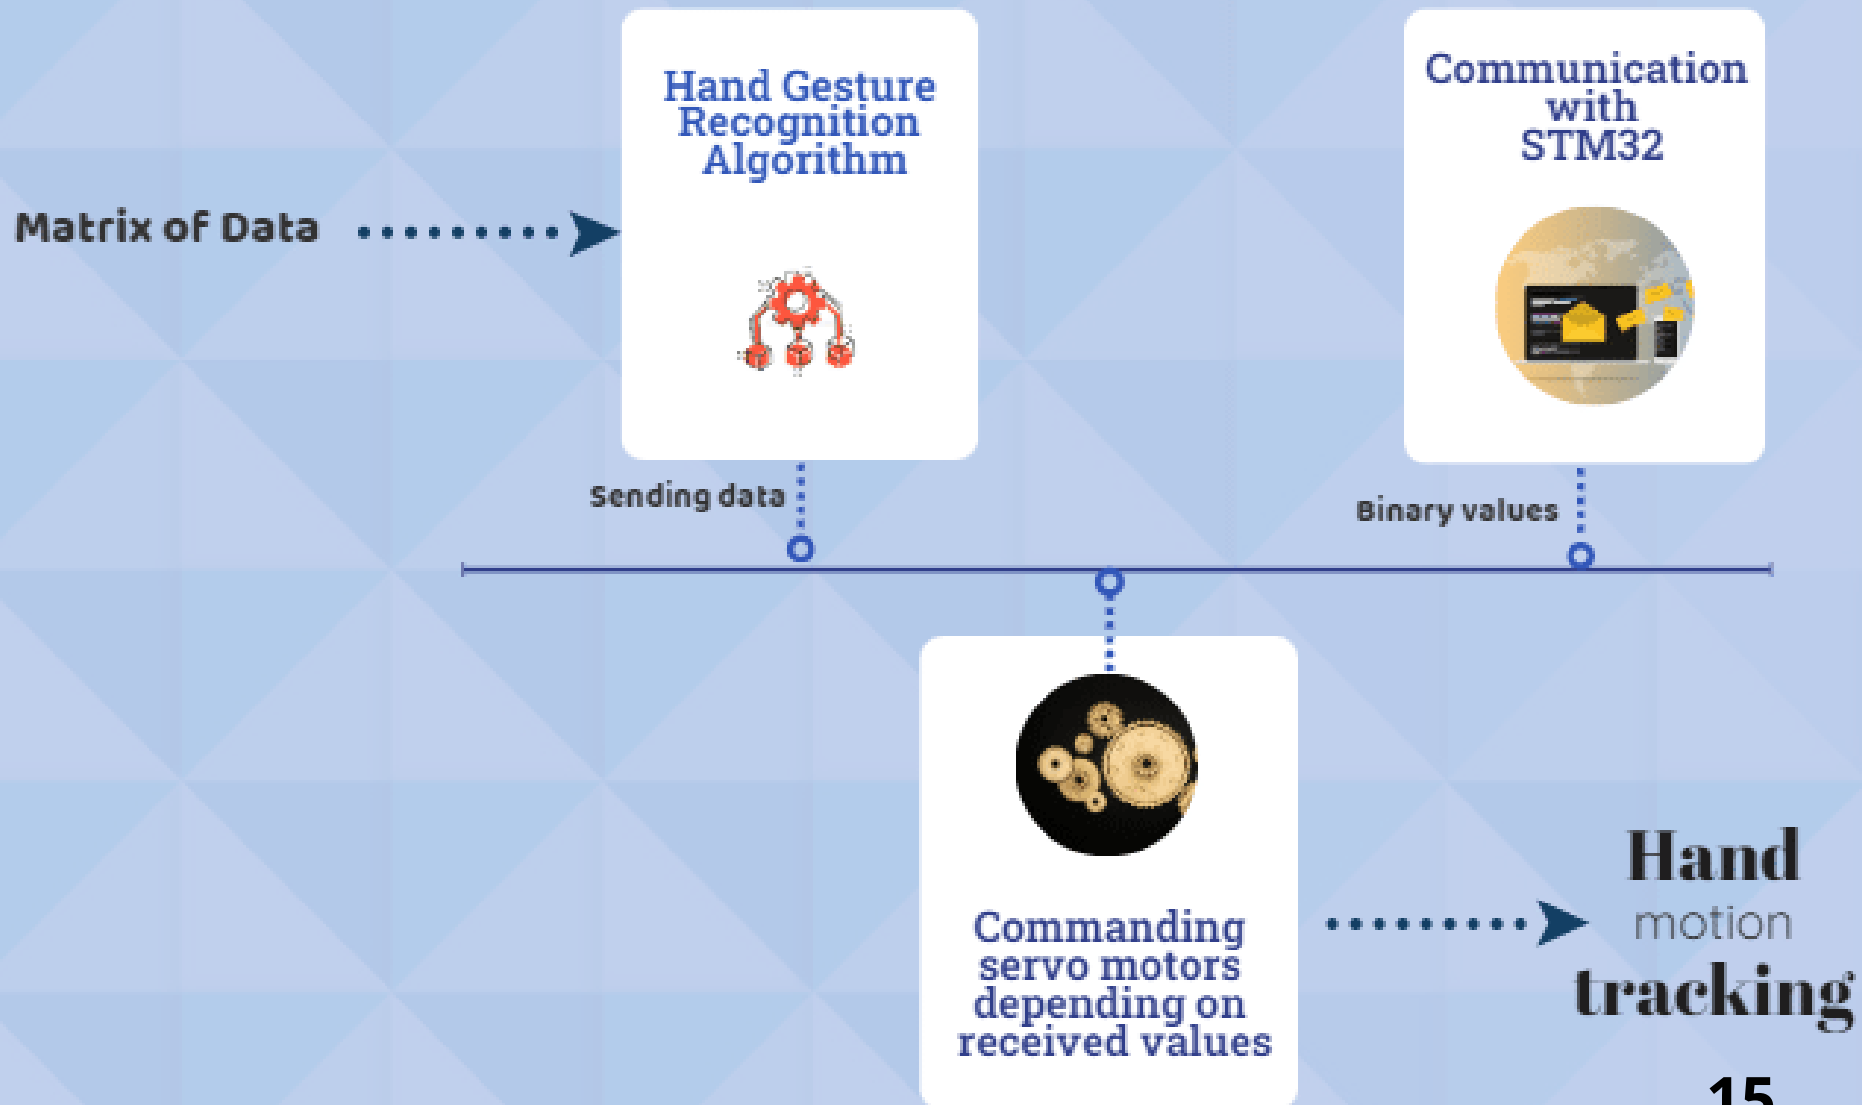 Hand Gesture
Recognition
Algorithm
Communication
with
STM32
Matrix of Data
Sending data
Binary values
Commanding
servo motors
depending on
received values
Hand
motion
tracking
15